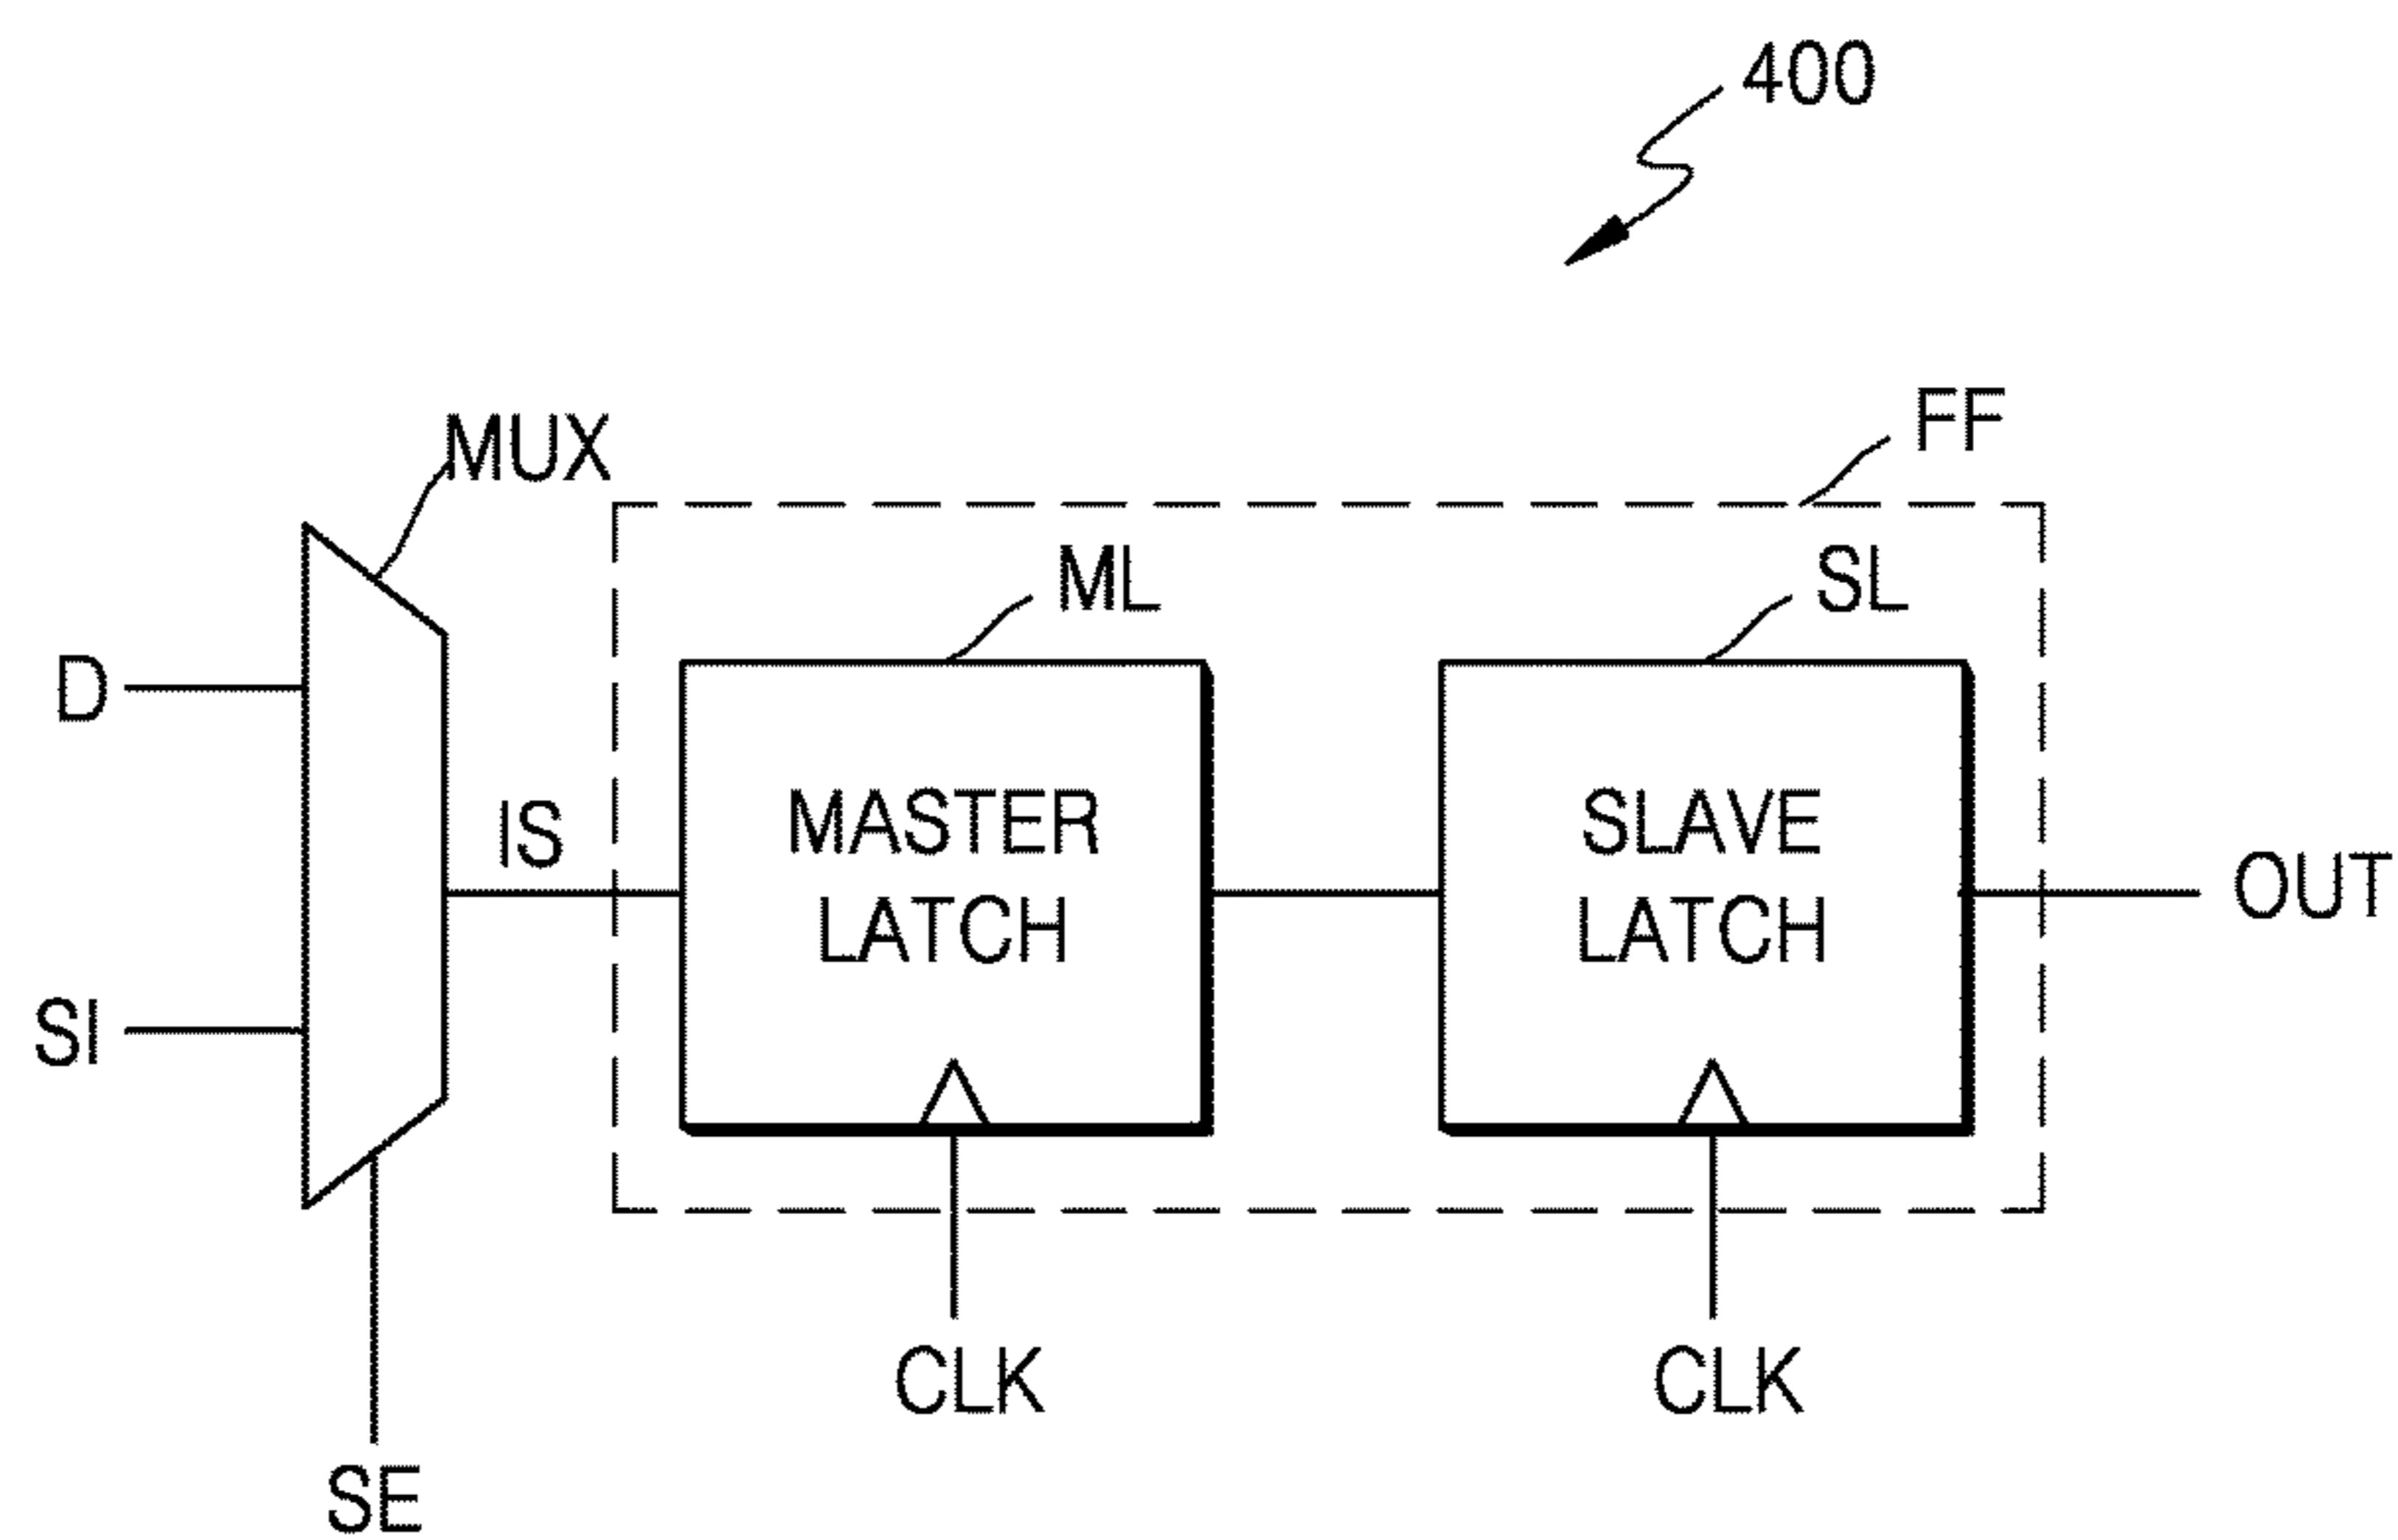 400
MUX
FF
ML
SL
D
IS
MASTER
LATCH
SLAVE
LATCH
OUT
SI
CLK
CLK
SE